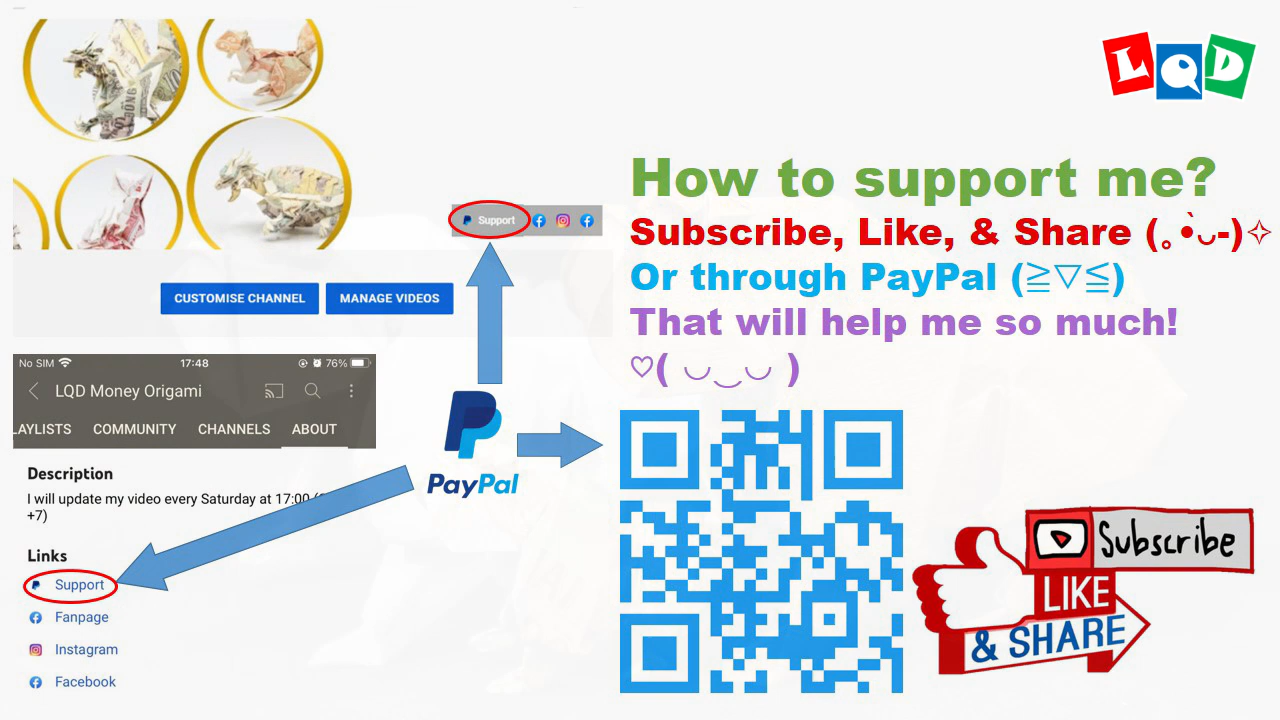 LQD
How to support me?
Subscribe, Like, & Share (｡•̀ᴗ-)✧
Or through PayPal (≧▽≦)
That will help me so much!
♡( ◡‿◡ )
Support
CUSTOMISE CHANNEL
MANAGE VIDEOS
No SIM 17:48 76%
LQD Money Origami
LAYLISTS COMMUNITY CHANNELS ABOUT
Description
I will update my video every Saturday at 17:00
+7)
Links
Support
Fanpage
Instagram
Facebook
PayPal
Subscribe
LIKE
& SHARE